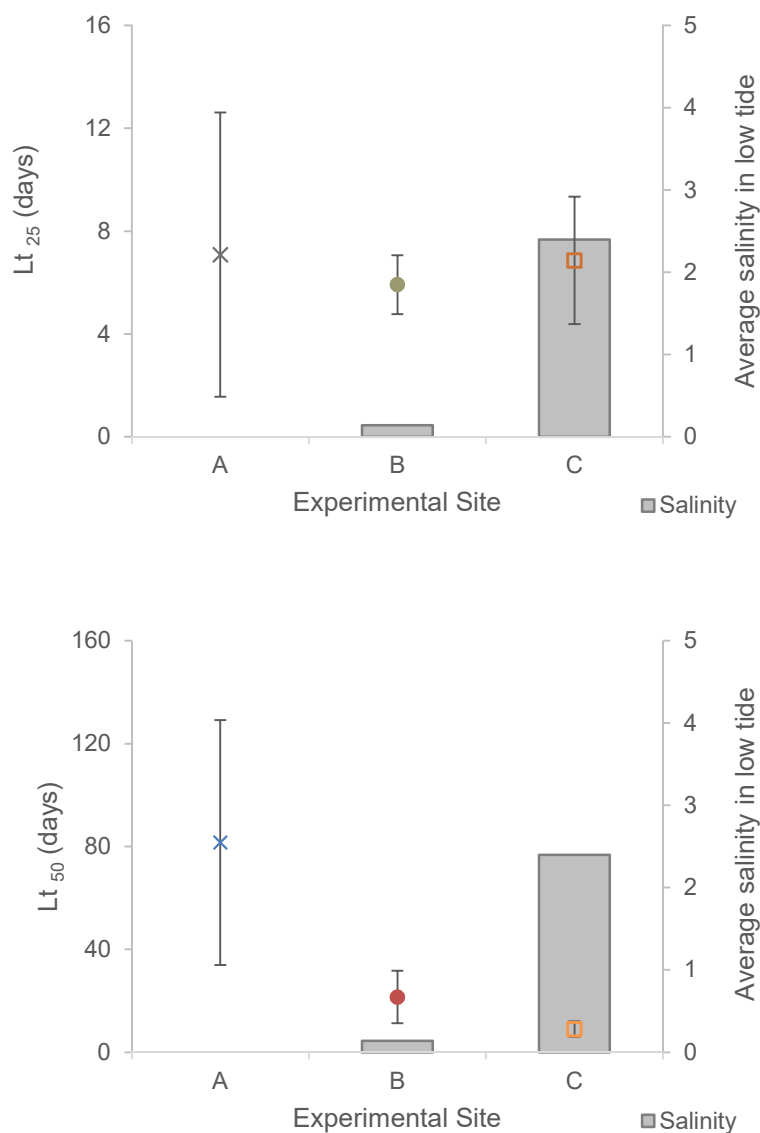 16
12
8
4
0
Lt 25 (days)
5
4
3
2
1
0
Average salinity in low tide
A B C
Experimental Site
Salinity
160
120
80
40
0
Lt 50 (days)
5
4
3
2
1
0
Average salinity in low tide
A B C
Experimental Site
Salinity